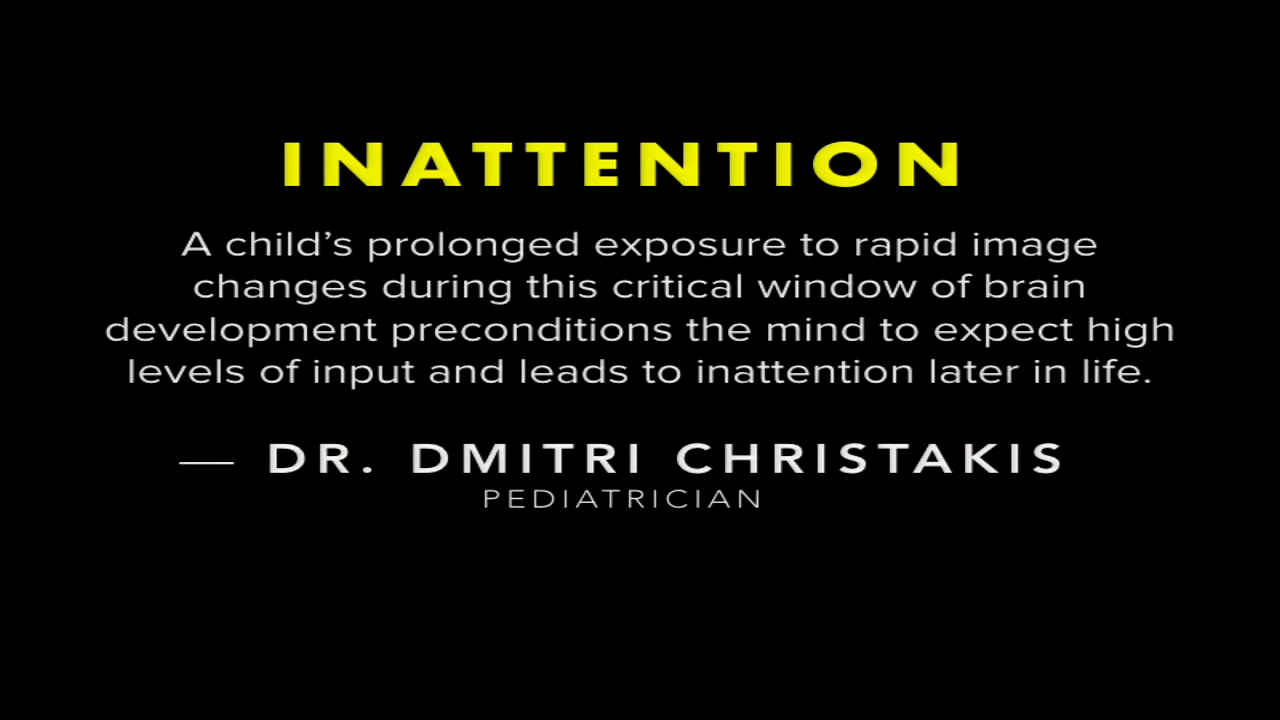 INATTENTION
A child’s prolonged exposure to rapid image
changes during this critical window of brain
development preconditions the mind to expect high
levels of input and leads to inattention later in life.
— DR. DMITRI CHRISTAKIS
PEDIATRICIAN